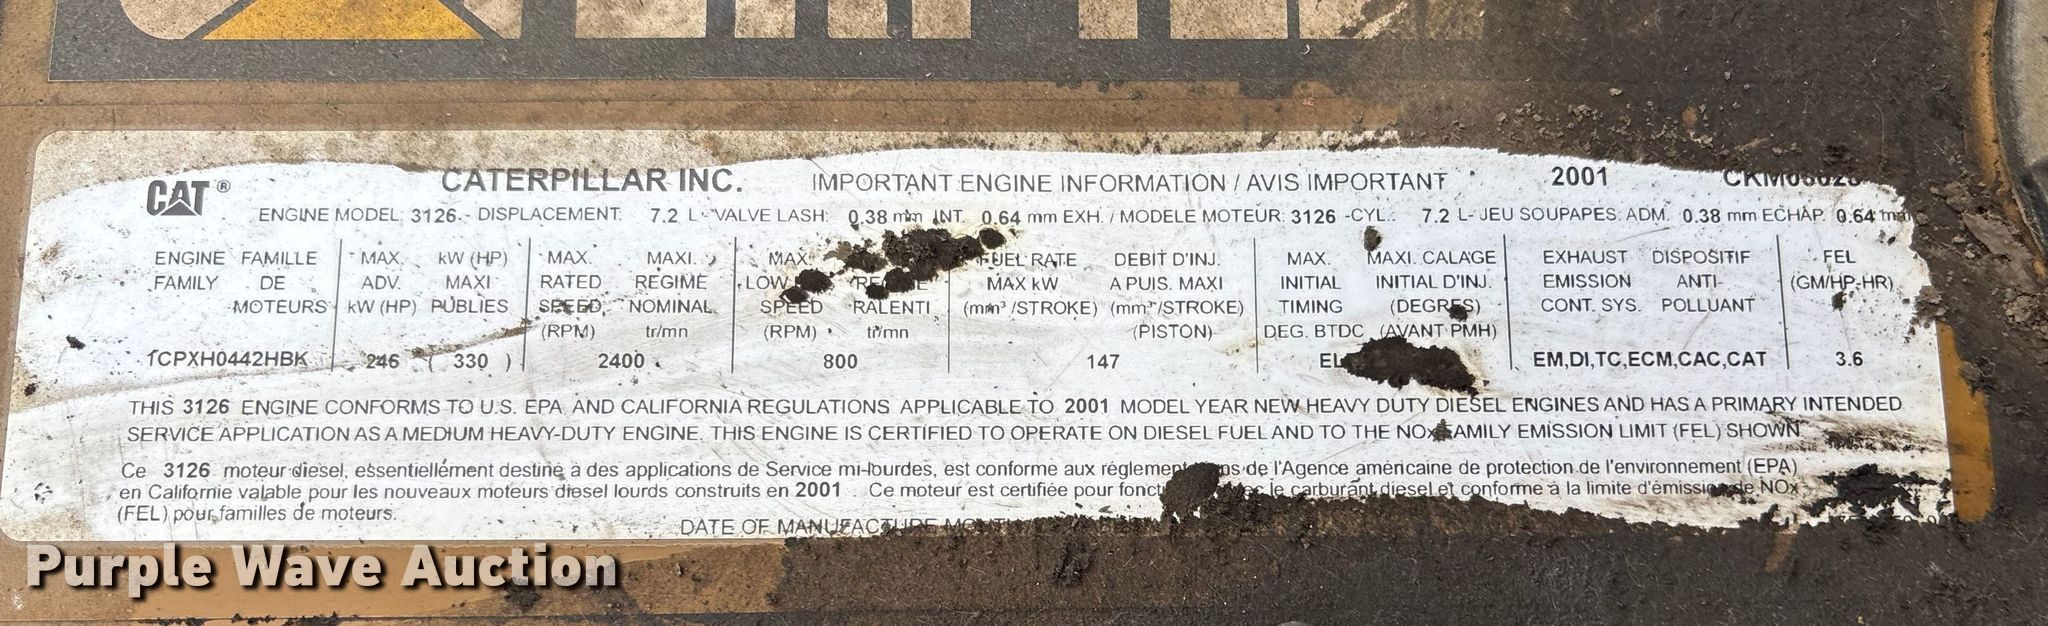 CAT® CATERPILLAR INC. IMPORTANT ENGINE INFORMATION / AVIS IMPORTANT 2001
ENGINE MODEL: 3126 - DISPLACEMENT: 7.2 L - VALVE LASH: 0.38 mm INT. 0.64 mm EXH. / MODELE MOTEUR: 3126 -CYL.: 7.2 L- JEU SOUPAPES: ADM. 0.38 mm ECHAP. 0.64 mm
ENGINE FAMILLE MAX. kW (HP) MAX. MAXI. MAX. FUEL RATE DEBIT D'INJ. MAX. MAXI. CALAGE EXHAUST DISPOSITIF FEL
FAMILY DE ADV. MAXI RATED REGIME LOW MAX kW A PUIS. MAXI INITIAL INITIAL D'INJ. EMISSION ANTI- (GM/HP-HR)
MOTEURS kW (HP) PUBLIES SPEED, NOMINAL, SPEED RALENTI (mm³ /STROKE) (mm³ /STROKE) TIMING (DEGRES) CONT. SYS. POLLUANT
(RPM) tr/mn (RPM) tr/mn (PISTON) DEG. BTDC (AVANT PMH)
1CPXH0442HBK 246 ( 330 ) 2400 800 147 EM,DI,TC,ECM,CAC,CAT 3.6
THIS 3126 ENGINE CONFORMS TO U.S. EPA AND CALIFORNIA REGULATIONS APPLICABLE TO 2001 MODEL YEAR NEW HEAVY DUTY DIESEL ENGINES AND HAS A PRIMARY INTENDED
SERVICE APPLICATION AS A MEDIUM HEAVY-DUTY ENGINE. THIS ENGINE IS CERTIFIED TO OPERATE ON DIESEL FUEL AND TO THE NOx FAMILY EMISSION LIMIT (FEL) SHOWN
Ce 3126 moteur diesel, essentiellément destiné à des applications de Service mi-lourdes, est conforme aux de l'Agence américaine de protection de l'environnement (EPA)
en Californie valable pour les nouveaux moteurs diesel lourds construits en 2001 Ce moteur est certifiée pour le carburant diesel et conforme à la limite d'émission de NOx
(FEL) pour familles de moteurs.
DATE OF MANUFACTURE
Purple Wave Auction